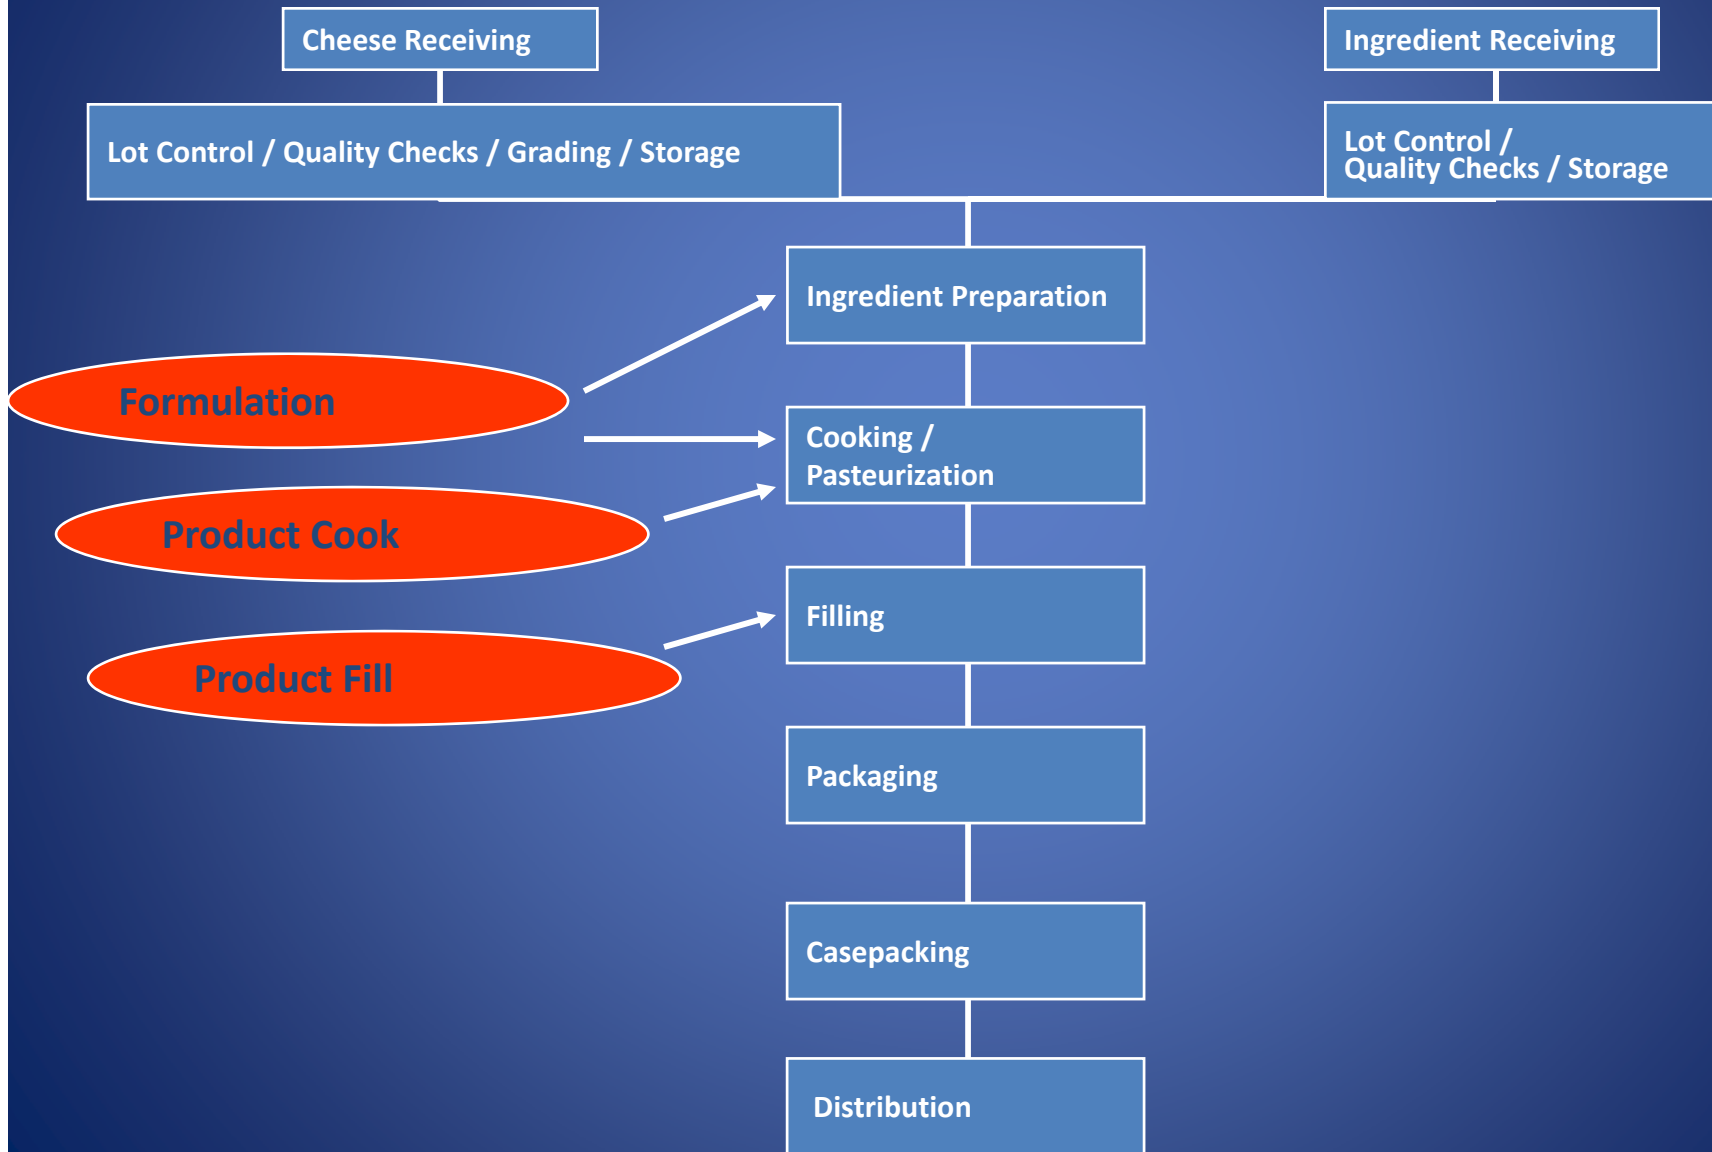 Cheese Receiving
Ingredient Receiving
Lot Control / Quality Checks / Grading / Storage
Lot Control /
Quality Checks / Storage
Ingredient Preparation
Formulation
Cooking /
Pasteurization
Product Cook
Filling
Product Fill
Packaging
Casepacking
Distribution